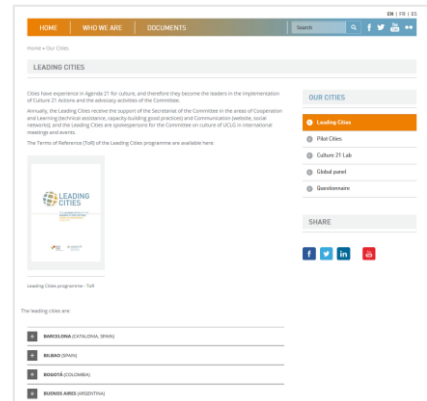 EN | FR | ES
HOME
WHO WE ARE
DOCUMENTS
Search
Home » Our Cities
LEADING CITIES
Cities have experience in Agenda 21 for culture, and therefore they become the leaders in the implementation
of Culture 21 Actions and the advocacy activities of the Committee.
Annually, the Leading Cities receive the support of the Secretariat of the Committee in the areas of Cooperation
and Learning (technical assistance, capacity-building good practices) and Communication (website, social
networks); and the Leading Cities are spokespersons for the Committee on culture of UCLG in international
meetings and events.
The Terms of Reference (ToR) of the Leading Cities programme are available here:
LEADING
CITIES
Leading Cities programme - ToR
The leading cities are
BARCELONA (CATALONIA, SPAIN)
BILBAO (SPAIN)
BOGOTÁ (COLOMBIA)
BUENOS AIRES (ARGENTINA)
OUR CITIES
Leading Cities
Pilot Cities
Culture 21 Lab
Global panel
Questionnaire
SHARE